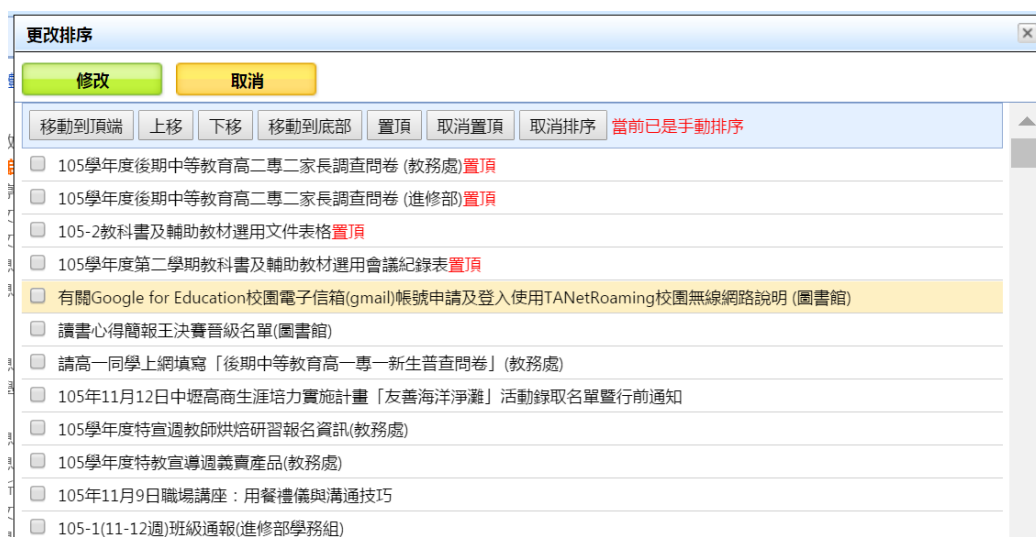 更改排序
修改 取消
移動到頂端 上移 下移 移動到底部 置頂 取消置頂 取消排序 當前已是手動排序
105學年度後期中等教育高二專二家長調查問卷 (教務處)置頂
105學年度後期中等教育高二專二家長調查問卷 (進修部)置頂
105-2教科書及輔助教材選用文件表格置頂
105學年度第二學期教科書及輔助教材選用會議紀錄表置頂
有關Google for Education校園電子信箱(gmail)帳號申請及登入使用TANetRoaming校園無線網路說明 (圖書館)
讀書心得簡報王決賽晉級名單(圖書館)
請高一同學上網填寫「後期中等教育高一專一新生普查問卷」(教務處)
105年11月12日中壢高商生涯培力實施計畫「友善海洋淨灘」活動錄取名單暨行前通知
105學年度特宣週教師烘焙研習報名資訊(教務處)
105學年度特教宣導週義賣產品(教務處)
105年11月9日職場講座：用餐禮儀與溝通技巧
105-1(11-12週)班級通報(進修部學務組)